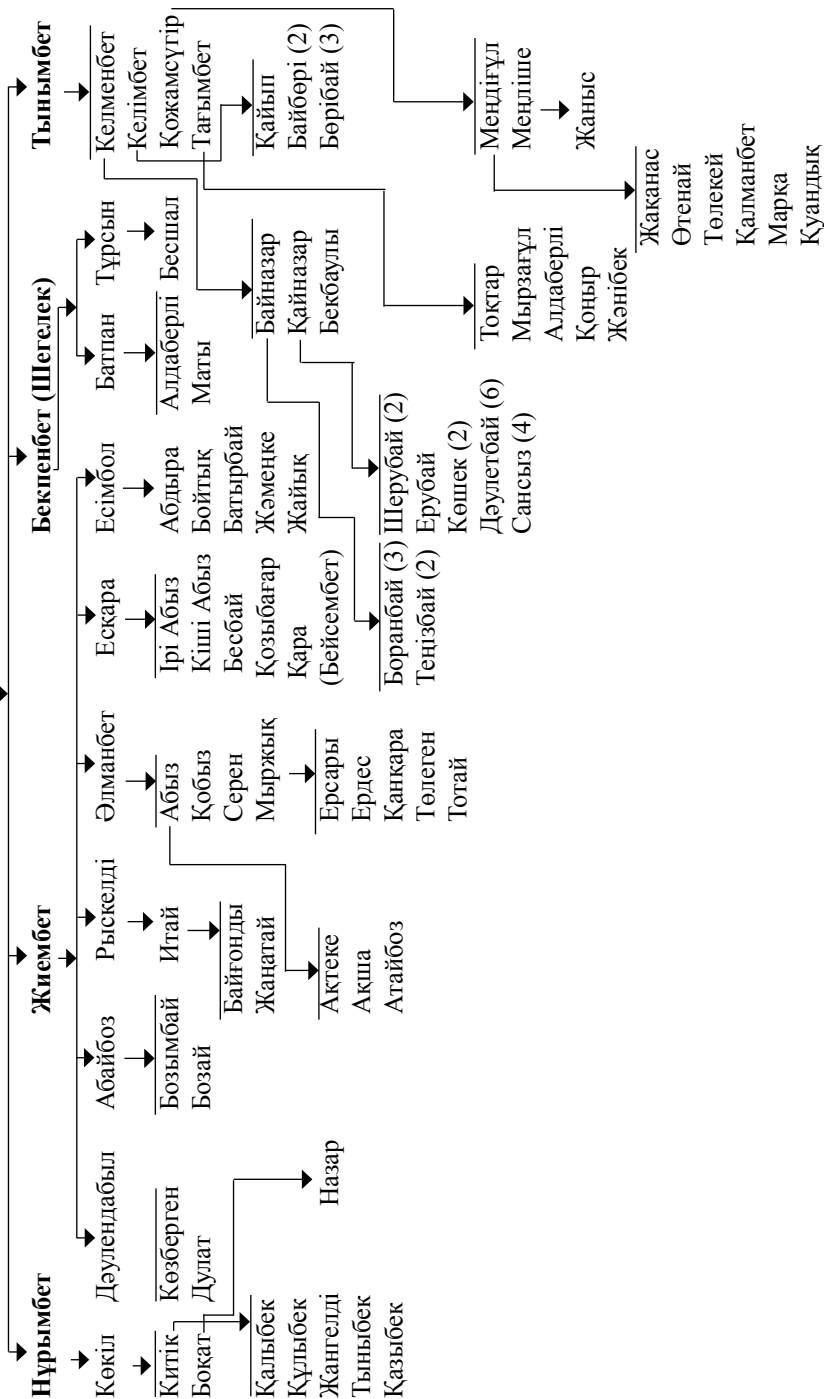 Нұрымбет
Жиембет
Бекпенбет (Шегелек)
Тынымбет
Көкіл
Дәулендабыл
Абайбоз
Рыскелді
Әлманбет
Есқара
Есімбол
Батпан
Тұрсын
Келменбет
Келімбет
Қожамсүгір
Тағымбет
Китік
Боқат
Көзберген
Дулат
Бозымбай
Бозай
Итай
Абыз
Қобыз
Серен
Мыржық
Ірі Абыз
Кіші Абыз
Бесбай
Қозыбағар
Қара
(Бейсембет)
Абдыра
Бойтық
Батырбай
Жәмеңке
Жайық
Алдаберлі
Маты
Бесшал
Қайып
Байбөрі (2)
Бөрібай (3)
Қалыбек
Құлыбек
Жангелді
Тыныбек
Қазыбек
Назар
Байғонды
Жаңатай
Ақтеке
Ақша
Атайбоз
Ерсары
Ердес
Қанқара
Төлеген
Тотай
Байназар
Қайназар
Бекбаулы
Боранбай (3)
Теңізбай (2)
Шерубай (2)
Ерубай
Көшек (2)
Дәулетбай (6)
Сансыз (4)
Тоқтар
Мырзағұл
Алдаберлі
Қоңыр
Жәнібек
Меңдіғұл
Меңліше
Жаныс
Жақанас
Өтенай
Төлекей
Қалманбет
Марқа
Қуандық